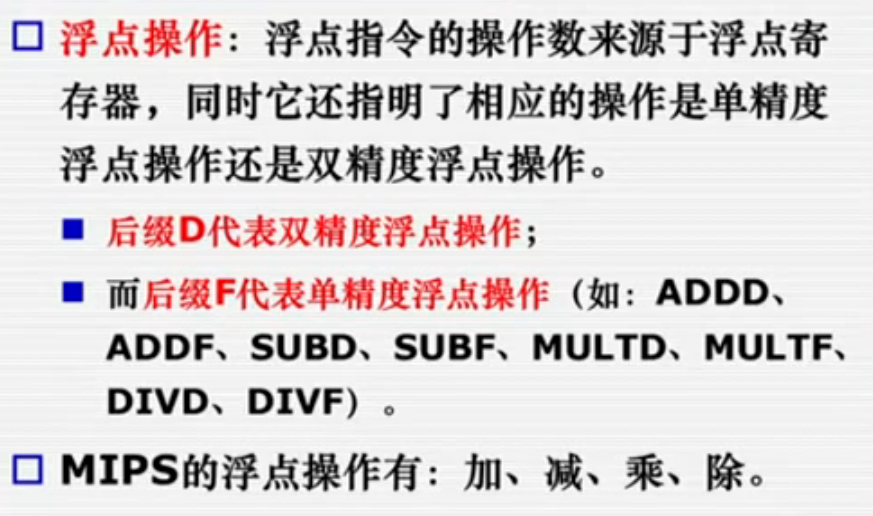 浮点操作：浮点指令的操作数来源于浮点寄
存器，同时它还指明了相应的操作是单精度
浮点操作还是双精度浮点操作。
后缀D代表双精度浮点操作；
而后缀F代表单精度浮点操作（如：ADDD、
ADDF、SUBD、SUBF、MULTD、MULTF、
DIVD、DIVF）。
MIPS的浮点操作有：加、减、乘、除。